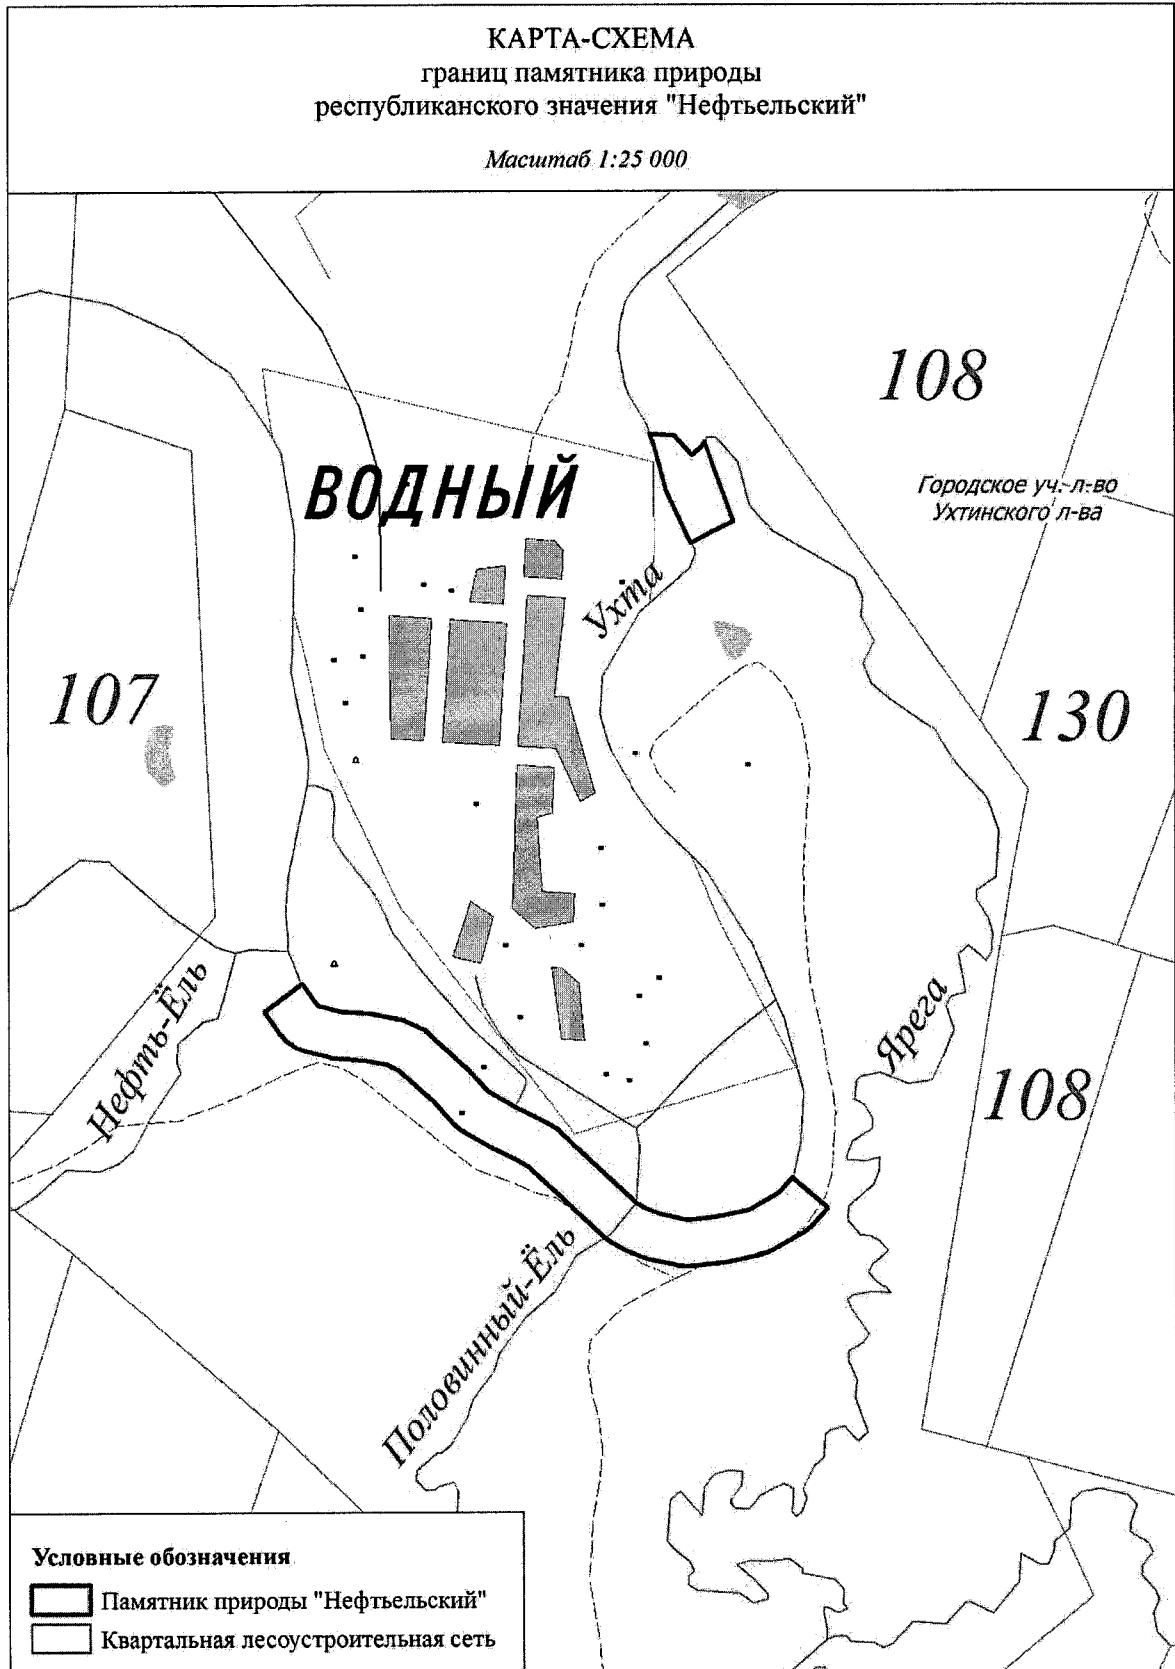 КАРТА-СХЕМА
границ памятника природы
республиканского значения "Нефтьельский"
Масштаб 1:25 000
108
ВОДНЫЙ
Городское уч. л-во
Ухтинского л-ва
Ухта
107
130
Нефть-Ёль
Ярега
108
Половинный-Ёль
Условные обозначения
Памятник природы "Нефтьельский"
Квартальная лесоустроительная сеть